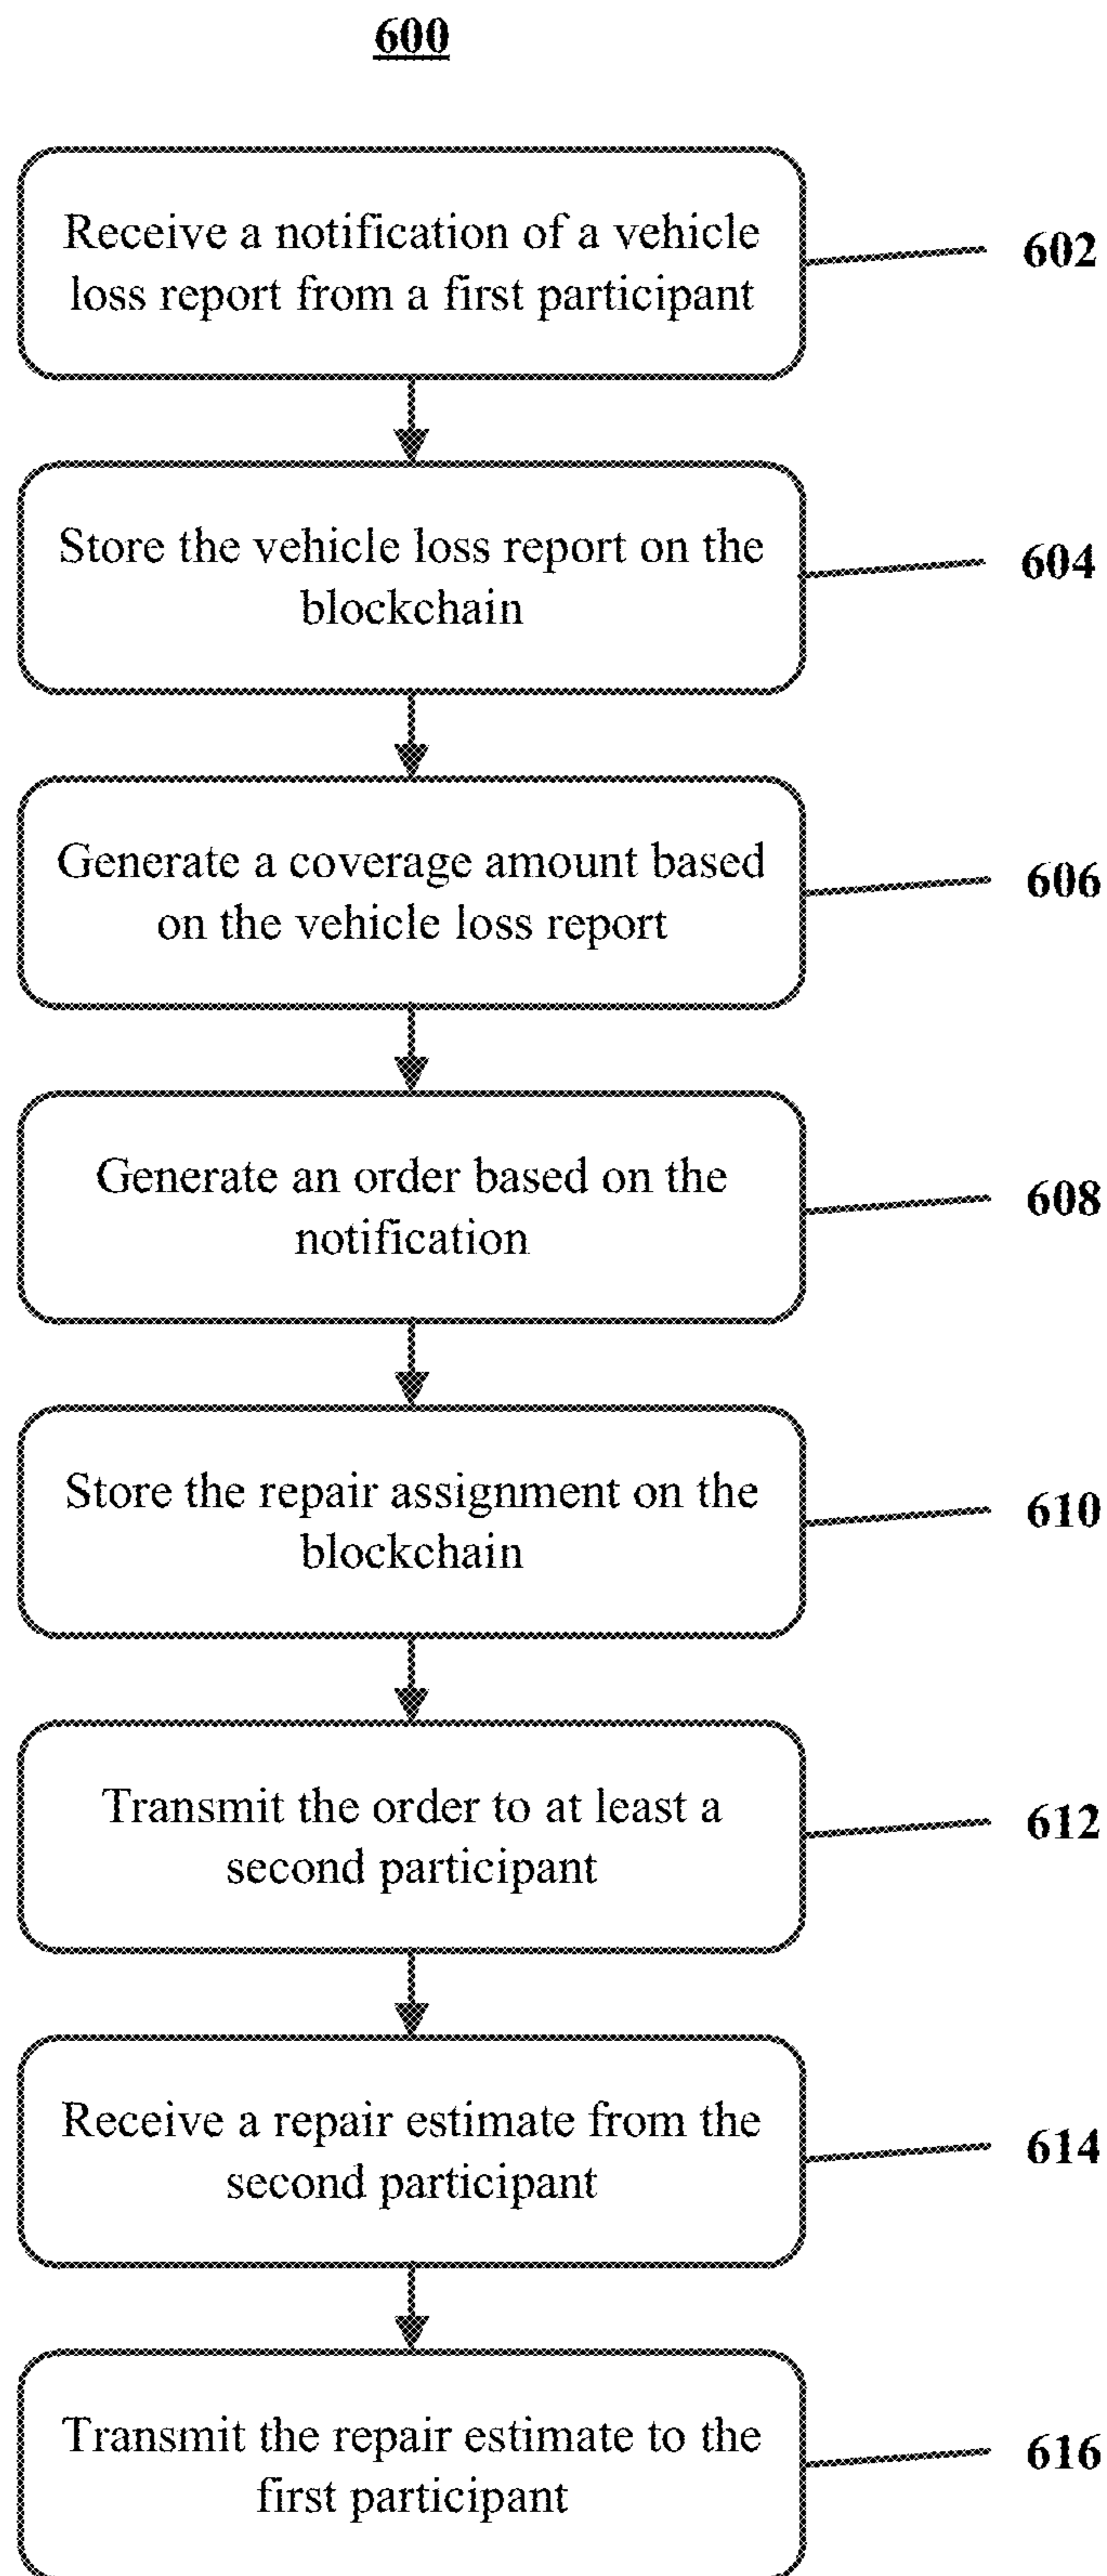 600
Receive a notification of a vehicle
loss report from a first participant
602
Store the vehicle loss report on the
blockchain
604
Generate a coverage amount based
on the vehicle loss report
606
Generate an order based on the
notification
608
Store the repair assignment on the
blockchain
610
Transmit the order to at least a
second participant
612
Receive a repair estimate from the
second participant
614
Transmit the repair estimate to the
first participant
616